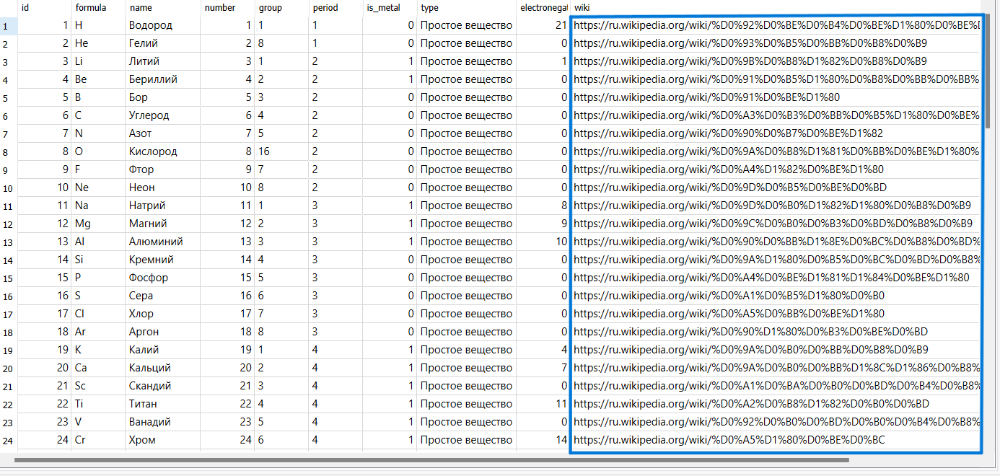 id formula name number group period is_metal type electronegat wiki
1 1 H Водород 1 1 1 0 Простое вещество 21 https://ru.wikipedia.org/wiki/%D0%92%D0%BE%D0%B4%D0%BE%D1%80%D0%BE%D
2 2 He Гелий 2 8 1 0 Простое вещество 0 https://ru.wikipedia.org/wiki/%D0%93%D0%B5%D0%BB%D0%B8%D0%B9
3 3 Li Литий 3 1 2 1 Простое вещество 1 https://ru.wikipedia.org/wiki/%D0%9B%D0%B8%D1%82%D0%B8%D0%B9
4 4 Be Бериллий 4 2 2 1 Простое вещество 0 https://ru.wikipedia.org/wiki/%D0%91%D0%B5%D1%80%D0%B8%D0%BB%D0%BB%
5 5 B Бор 5 3 2 0 Простое вещество 0 https://ru.wikipedia.org/wiki/%D0%91%D0%BE%D1%80
6 6 C Углерод 6 4 2 0 Простое вещество 0 https://ru.wikipedia.org/wiki/%D0%A3%D0%B3%D0%BB%D0%B5%D1%80%D0%BE%
7 7 N Азот 7 5 2 0 Простое вещество 0 https://ru.wikipedia.org/wiki/%D0%90%D0%B7%D0%BE%D1%82
8 8 O Кислород 8 16 2 0 Простое вещество 0 https://ru.wikipedia.org/wiki/%D0%9A%D0%B8%D1%81%D0%BB%D0%BE%D1%80%
9 9 F Фтор 9 7 2 0 Простое вещество 0 https://ru.wikipedia.org/wiki/%D0%A4%D1%82%D0%BE%D1%80
10 10 Ne Неон 10 8 2 0 Простое вещество 0 https://ru.wikipedia.org/wiki/%D0%9D%D0%B5%D0%BE%D0%BD
11 11 Na Натрий 11 1 3 1 Простое вещество 8 https://ru.wikipedia.org/wiki/%D0%9D%D0%B0%D1%82%D1%80%D0%B8%D0%B9
12 12 Mg Магний 12 2 3 1 Простое вещество 9 https://ru.wikipedia.org/wiki/%D0%9C%D0%B0%D0%B3%D0%BD%D0%B8%D0%B9
13 13 Al Алюминий 13 3 3 1 Простое вещество 10 https://ru.wikipedia.org/wiki/%D0%90%D0%BB%D1%8E%D0%BC%D0%B8%D0%BD%
14 14 Si Кремний 14 4 3 0 Простое вещество 0 https://ru.wikipedia.org/wiki/%D0%9A%D1%80%D0%B5%D0%BC%D0%BD%D0%B8%
15 15 P Фосфор 15 5 3 0 Простое вещество 0 https://ru.wikipedia.org/wiki/%D0%A4%D0%BE%D1%81%D1%84%D0%BE%D1%80
16 16 S Сера 16 6 3 0 Простое вещество 0 https://ru.wikipedia.org/wiki/%D0%A1%D0%B5%D1%80%D0%B0
17 17 Cl Хлор 17 7 3 0 Простое вещество 0 https://ru.wikipedia.org/wiki/%D0%A5%D0%BB%D0%BE%D1%80
18 18 Ar Аргон 18 8 3 0 Простое вещество 0 https://ru.wikipedia.org/wiki/%D0%90%D1%80%D0%B3%D0%BE%D0%BD
19 19 K Калий 19 1 4 1 Простое вещество 4 https://ru.wikipedia.org/wiki/%D0%9A%D0%B0%D0%BB%D0%B8%D0%B9
20 20 Ca Кальций 20 2 4 1 Простое вещество 7 https://ru.wikipedia.org/wiki/%D0%9A%D0%B0%D0%BB%D1%8C%D1%86%D0%B8%
21 21 Sc Скандий 21 3 4 1 Простое вещество 0 https://ru.wikipedia.org/wiki/%D0%A1%D0%BA%D0%B0%D0%BD%D0%B4%D0%B8%
22 22 Ti Титан 22 4 4 1 Простое вещество 11 https://ru.wikipedia.org/wiki/%D0%A2%D0%B8%D1%82%D0%B0%D0%BD
23 23 V Ванадий 23 5 4 1 Простое вещество 0 https://ru.wikipedia.org/wiki/%D0%92%D0%B0%D0%BD%D0%B0%D0%B4%D0%B8%
24 24 Cr Хром 24 6 4 1 Простое вещество 14 https://ru.wikipedia.org/wiki/%D0%A5%D1%80%D0%BE%D0%BC